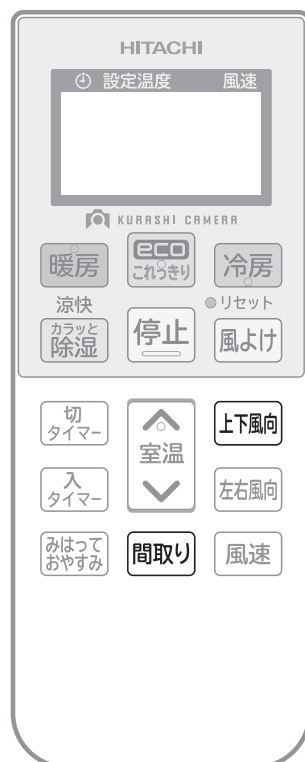 HITACHI
設定温度 風速
KURASHI CAMERA
暖房
eco
これっきり
冷房
涼快
カラッと
除湿
停止
リセット
風よけ
切
タイマー
室温
上下風向
入
タイマー
左右風向
みはって
おやすみ
間取り
風速